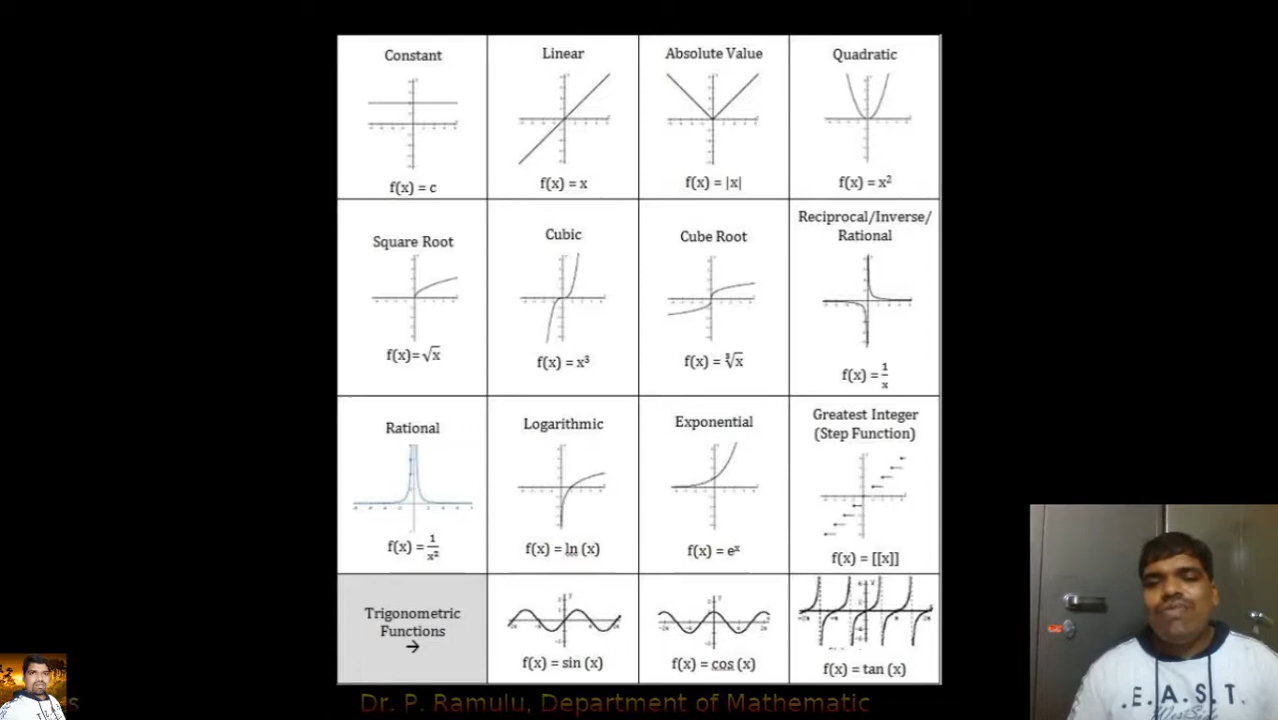 Constant
Linear
Absolute Value
Quadratic
f(x) = c
f(x) = x
f(x) = |x|
f(x) = x²
Square Root
Cubic
Cube Root
Reciprocal/Inverse/
Rational
f(x)=√x
f(x) = x³
f(x) = ∛x
f(x) = 1/x
Rational
Logarithmic
Exponential
Greatest Integer
(Step Function)
f(x) = 1/x²
f(x) = ln (x)
f(x) = eˣ
f(x) = [[x]]
Trigonometric
Functions
→
f(x) = sin (x)
f(x) = cos (x)
f(x) = tan (x)
s
Dr. P. Ramulu, Department of Mathematic
.E.A.S.T